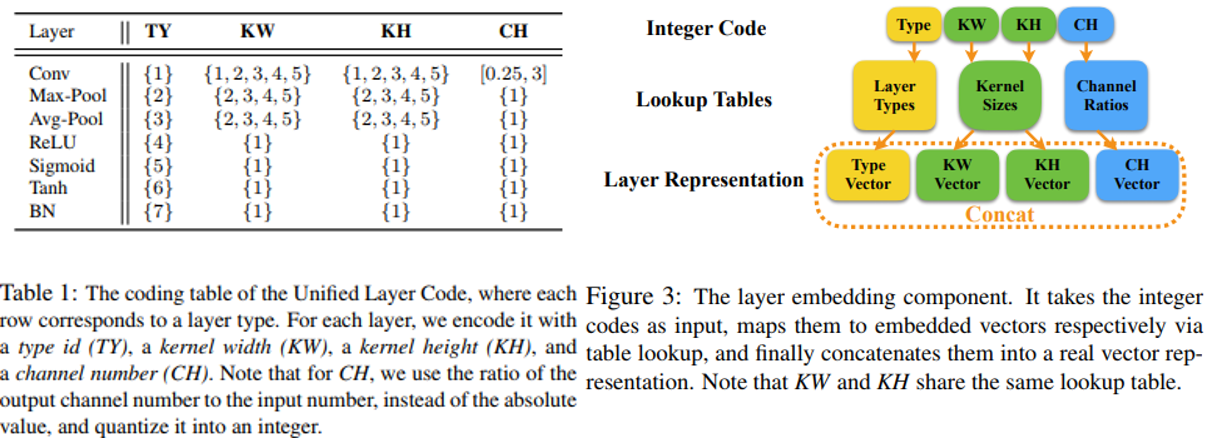 Layer || TY KW KH CH
Conv {1} {1, 2, 3, 4, 5} {1, 2, 3, 4, 5} [0.25, 3]
Max-Pool {2} {2, 3, 4, 5} {2, 3, 4, 5} {1}
Avg-Pool {3} {2, 3, 4, 5} {2, 3, 4, 5} {1}
ReLU {4} {1} {1} {1}
Sigmoid {5} {1} {1} {1}
Tanh {6} {1} {1} {1}
BN {7} {1} {1} {1}
Table 1: The coding table of the Unified Layer Code, where each
row corresponds to a layer type. For each layer, we encode it with
a type id (TY), a kernel width (KW), a kernel height (KH), and
a channel number (CH). Note that for CH, we use the ratio of the
output channel number to the input number, instead of the absolute
value, and quantize it into an integer.
Integer Code
Type KW KH CH
Lookup Tables
Layer
Types
Kernel
Sizes
Channel
Ratios
Layer Representation
Type
Vector
KW
Vector
KH
Vector
CH
Vector
Concat
Figure 3: The layer embedding component. It takes the integer
codes as input, maps them to embedded vectors respectively via
table lookup, and finally concatenates them into a real vector rep-
resentation. Note that KW and KH share the same lookup table.